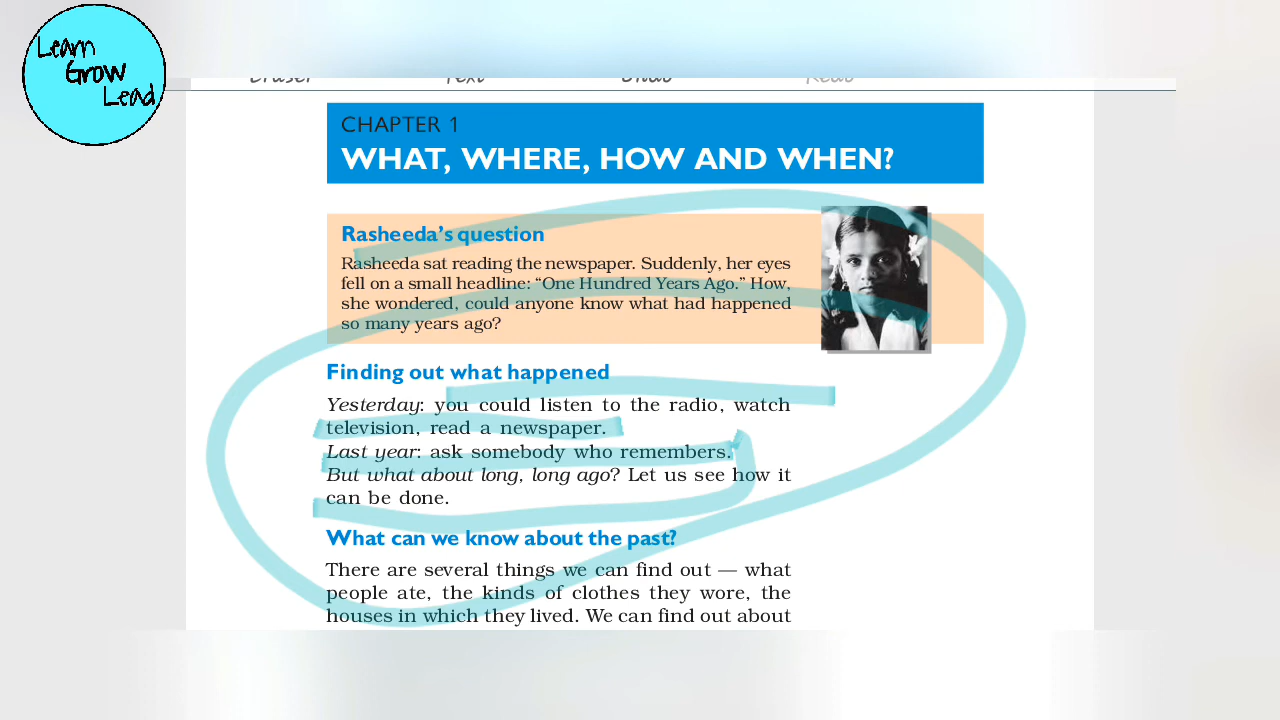 Learn
Grow
Lead
Eraser Text Undo Read
CHAPTER 1
WHAT, WHERE, HOW AND WHEN?
Rasheeda's question
Rasheeda sat reading the newspaper. Suddenly, her eyes
fell on a small headline: “One Hundred Years Ago.” How,
she wondered, could anyone know what had happened
so many years ago?
Finding out what happened
Yesterday: you could listen to the radio, watch
television, read a newspaper.
Last year: ask somebody who remembers.
But what about long, long ago? Let us see how it
can be done.
What can we know about the past?
There are several things we can find out — what
people ate, the kinds of clothes they wore, the
houses in which they lived. We can find out about